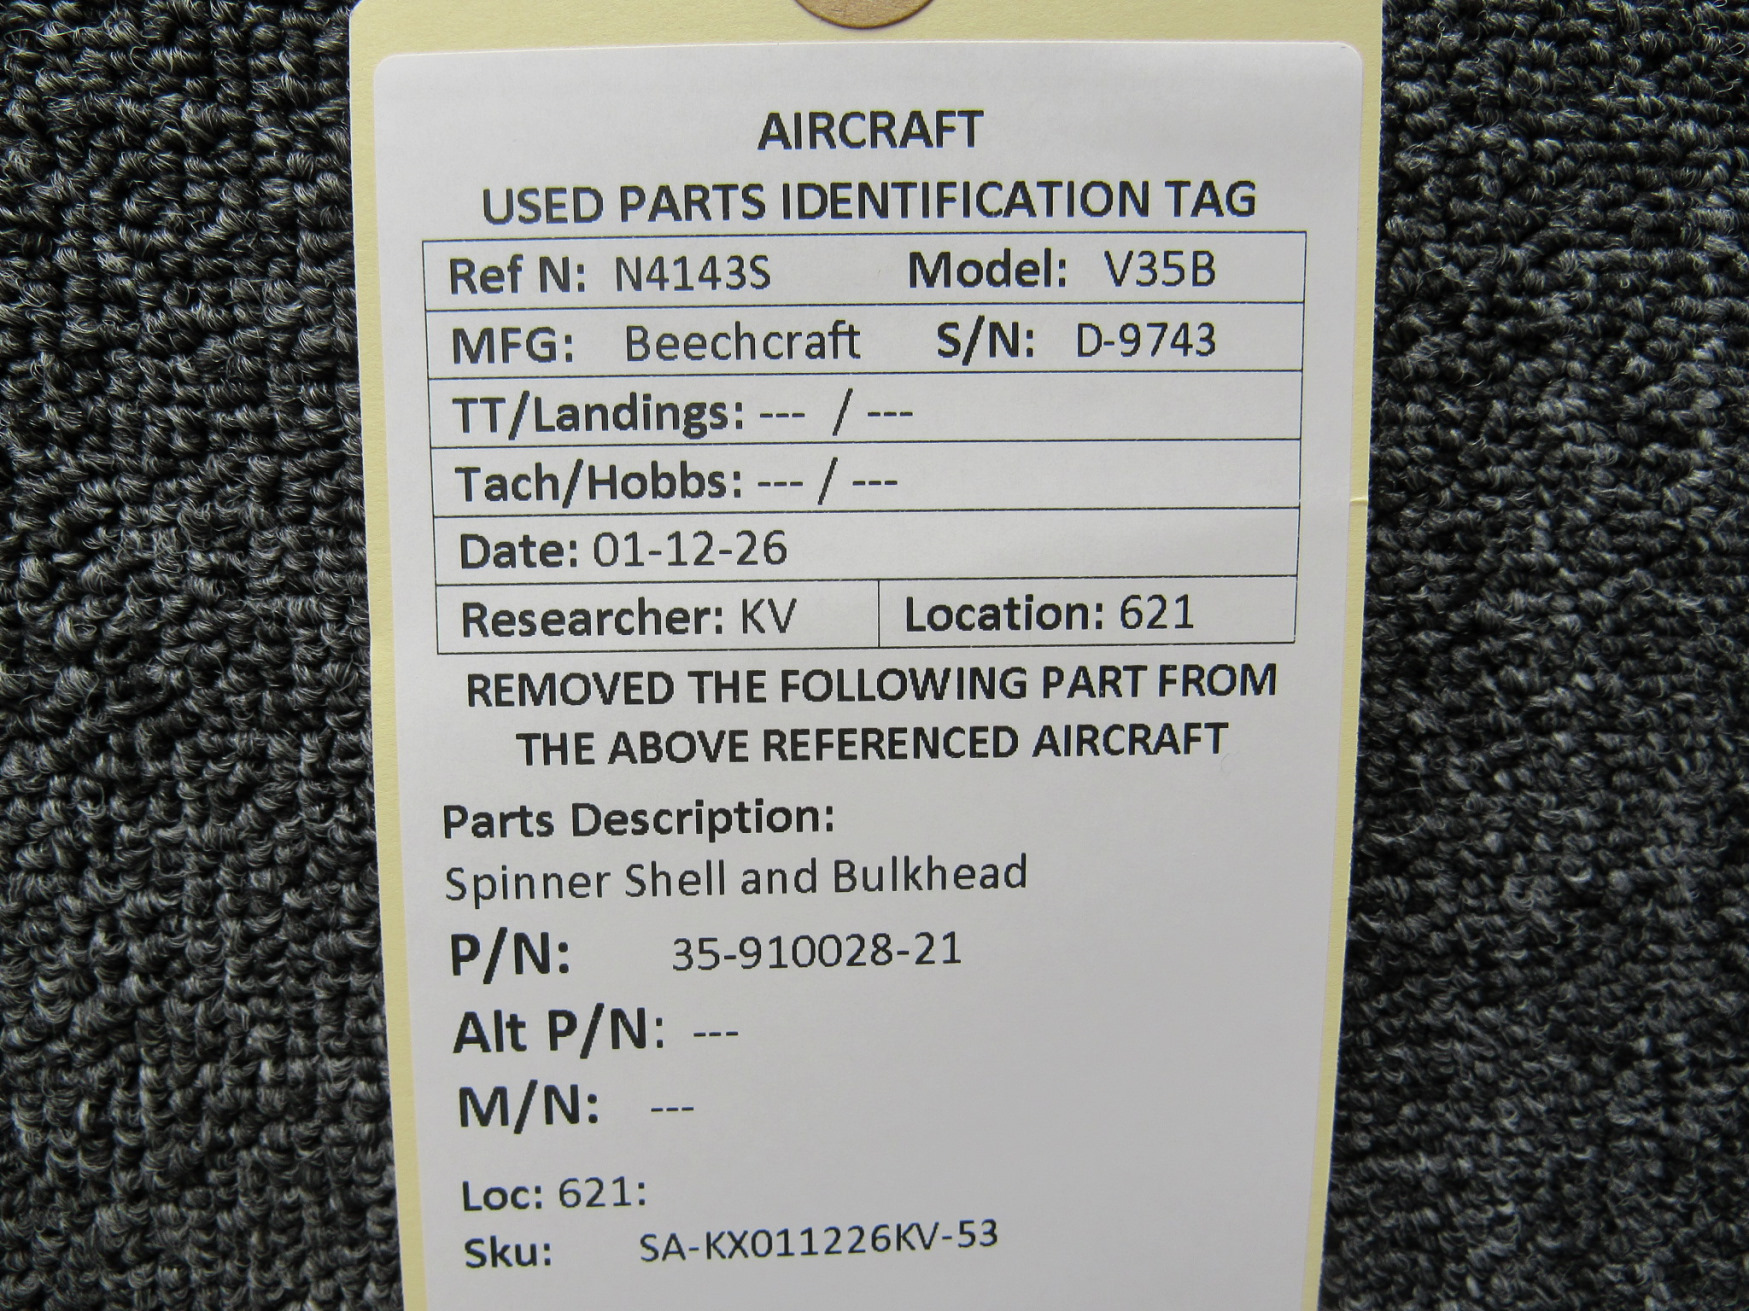 AIRCRAFT
USED PARTS IDENTIFICATION TAG
Ref N: N4143S Model: V35B
MFG: Beechcraft S/N: D-9743
TT/Landings: --- / ---
Tach/Hobbs: --- / ---
Date: 01-12-26
Researcher: KV Location: 621
REMOVED THE FOLLOWING PART FROM
THE ABOVE REFERENCED AIRCRAFT
Parts Description:
Spinner Shell and Bulkhead
P/N: 35-910028-21
Alt P/N: ---
M/N: ---
Loc: 621:
Sku: SA-KX011226KV-53